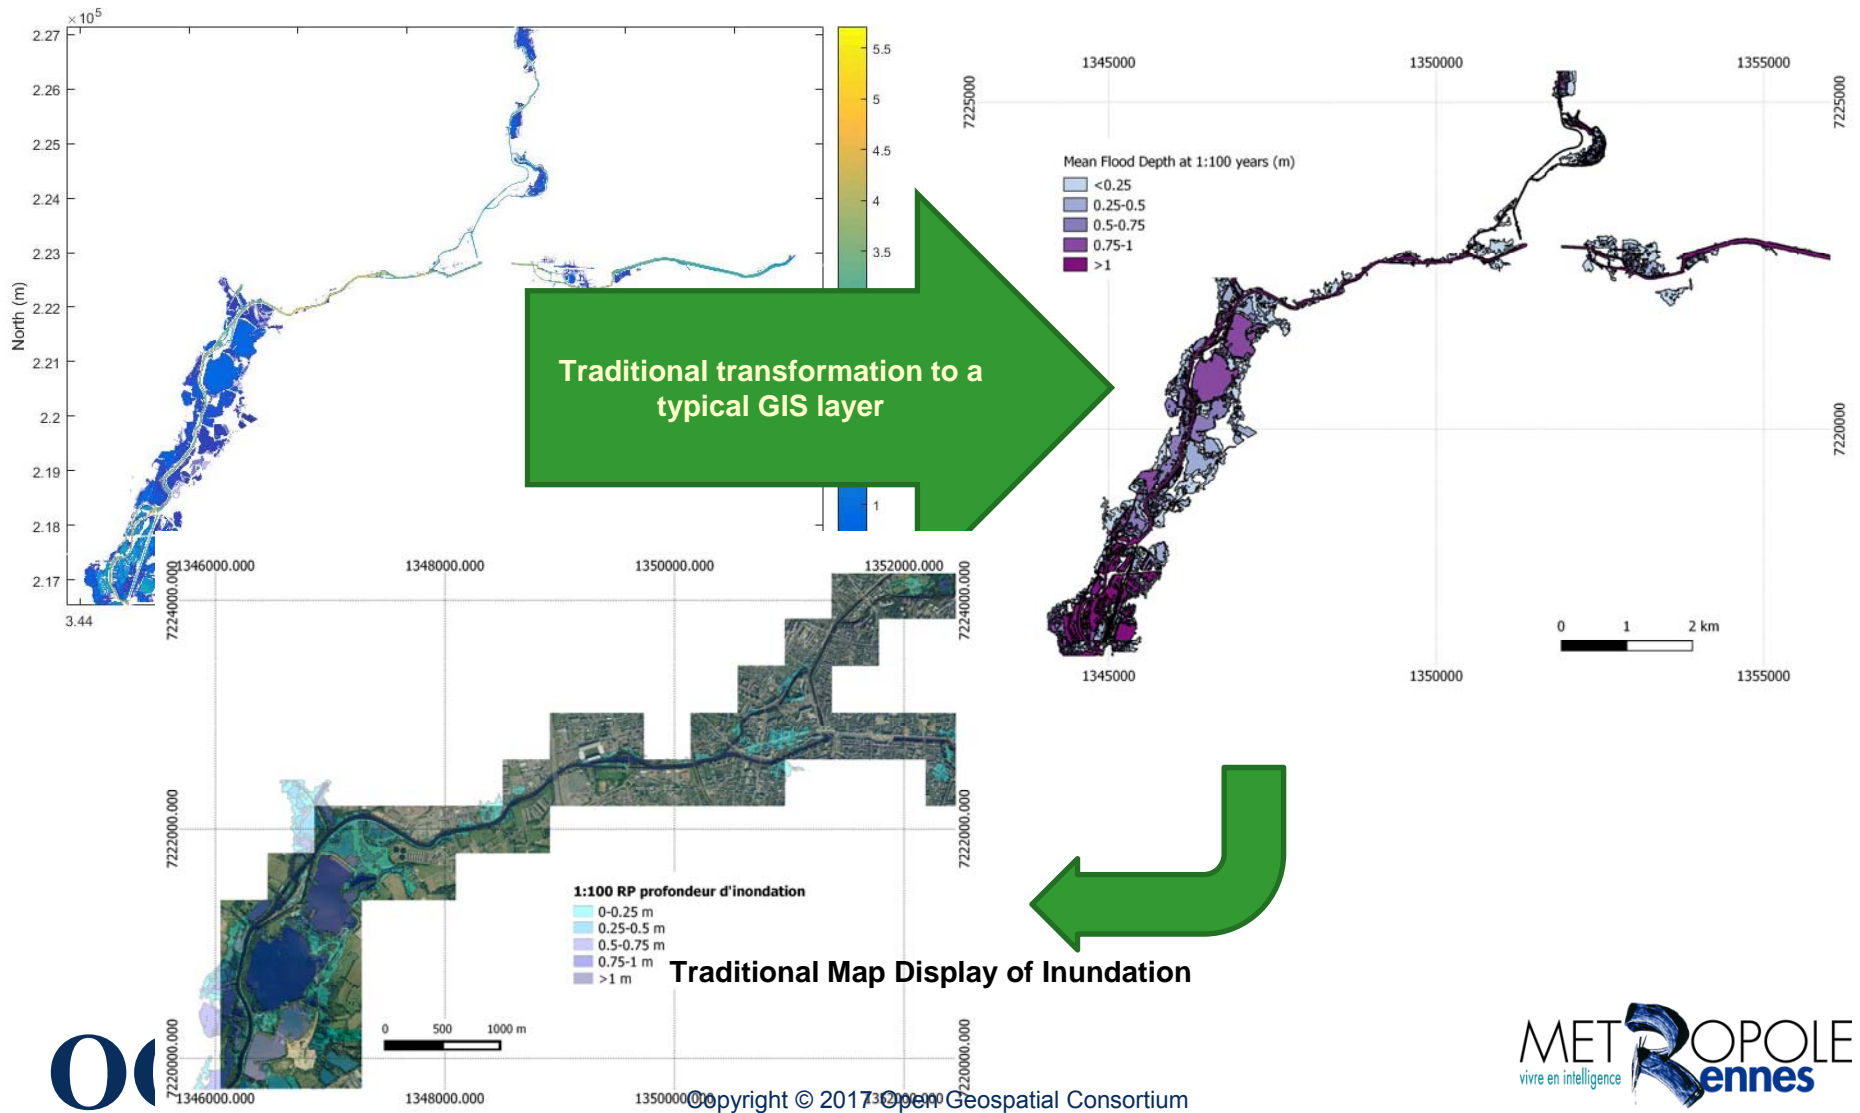 × 10⁵
2.27
2.26
2.25
2.24
2.23
2.22
2.21
2.2
2.19
2.18
2.17
North (m)
3.44
5.5
5
4.5
4
3.5
1
Traditional transformation to a
typical GIS layer
1345000
1350000
1355000
7225000
7225000
7220000
7220000
Mean Flood Depth at 1:100 years (m)
<0.25
0.25-0.5
0.5-0.75
0.75-1
>1
0 1 2 km
1345000
1350000
1355000
1346000.000
1348000.000
1350000.000
1352000.000
7224000.000
7224000.000
7222000.000
7222000.000
7220000.000
7220000.000
1:100 RP profondeur d'inondation
0-0.25 m
0.25-0.5 m
0.5-0.75 m
0.75-1 m
>1 m
0 500 1000 m
1346000.000
1348000.000
1350000.000
1352000.000
Traditional Map Display of Inundation
Copyright © 2017 Open Geospatial Consortium
METROPOLE
vivre en intelligence
Rennes